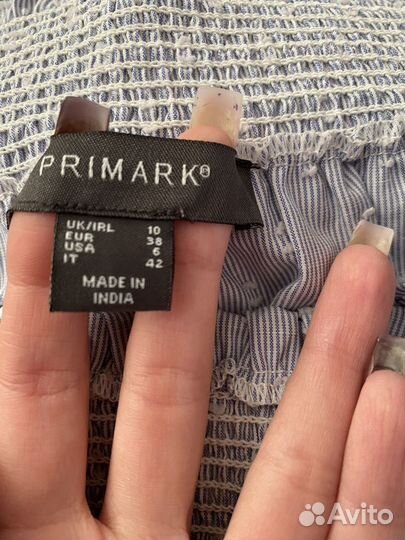 PRIMARK®
UK/IRL 10
EUR 38
USA 6
IT 42
MADE IN
INDIA
Avito